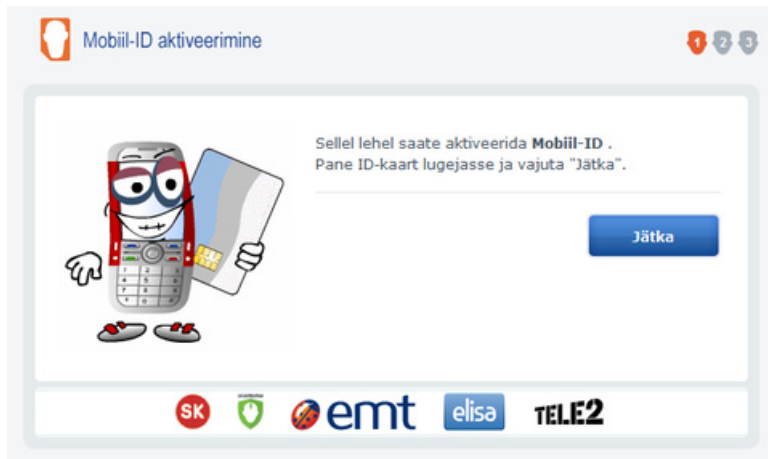 Mobiil-ID aktiveerimine
1 2 3
Sellel lehel saate aktiveerida Mobiil-ID .
Pane ID-kaart lugejasse ja vajuta "Jätka".
Jätka
SK
emt
elisa
TELE2